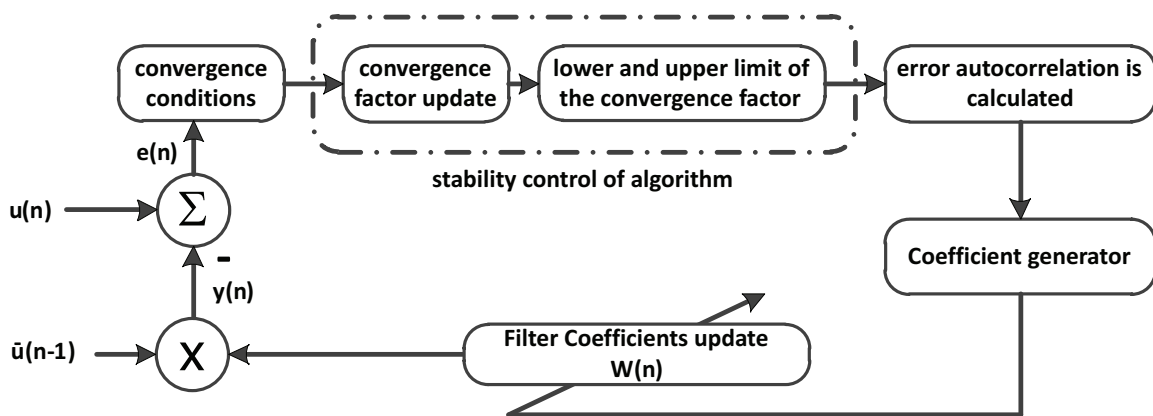 convergence
conditions
convergence
factor update
lower and upper limit of
the convergence factor
error autocorrelation is
calculated
e(n)
stability control of algorithm
u(n)
Σ
-
y(n)
Coefficient generator
ū(n-1)
X
Filter Coefficients update
W(n)